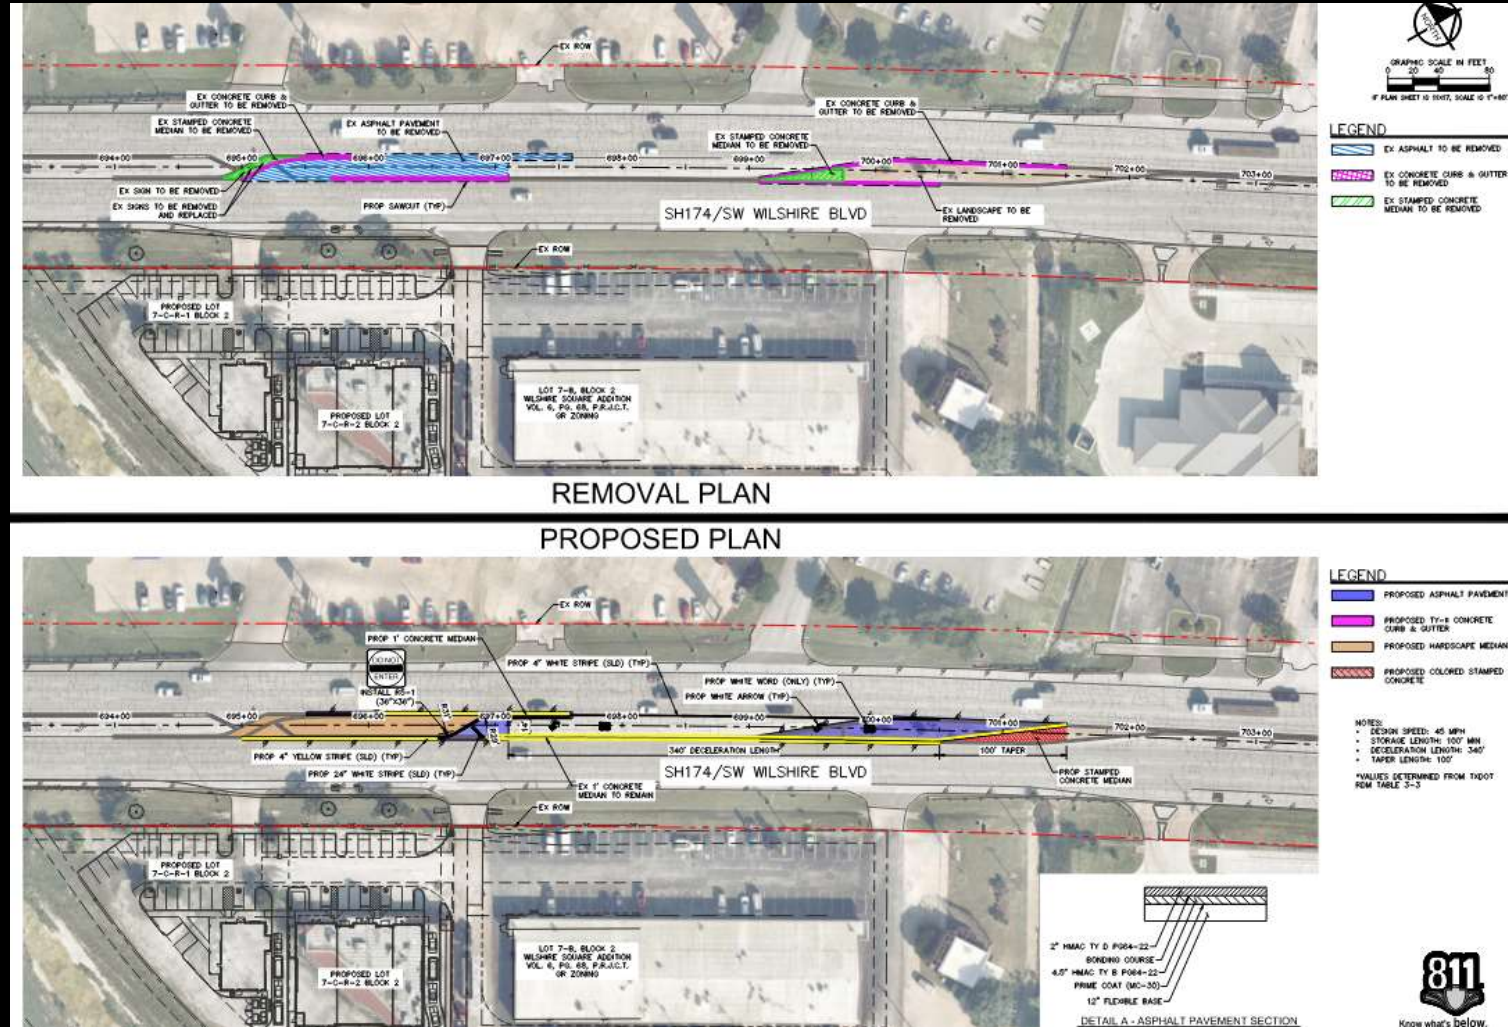 EX ROW
NORTH
GRAPHIC SCALE IN FEET
0 20 40 80
IF PLAN SHEET IS 11X17, SCALE IS 1"=80'
EX CONCRETE CURB &
GUTTER TO BE REMOVED
EX STAMPED CONCRETE
MEDIAN TO BE REMOVED
EX ASPHALT PAVEMENT
TO BE REMOVED
EX CONCRETE CURB &
GUTTER TO BE REMOVED
EX STAMPED CONCRETE
MEDIAN TO BE REMOVED
694+00 695+00 696+00 697+00 698+00 699+00 700+00 701+00 702+00 703+00
EX SIGN TO BE REMOVED
EX SIGNS TO BE REMOVED
AND REPLACED
PROP SAWCUT (TYP)
SH174/SW WILSHIRE BLVD
EX LANDSCAPE TO BE
REMOVED
EX ROW
PROPOSED LOT
7-C-R-1 BLOCK 2
PROPOSED LOT
7-C-R-2 BLOCK 2
LOT 7-B, BLOCK 2
WILSHIRE SQUARE ADDITION
VOL. 6, PG. 68, P.R.J.C.T.
GR ZONING
LEGEND
EX ASPHALT TO BE REMOVED
EX CONCRETE CURB & GUTTER
TO BE REMOVED
EX STAMPED CONCRETE
MEDIAN TO BE REMOVED
REMOVAL PLAN
PROPOSED PLAN
EX ROW
PROP 1' CONCRETE MEDIAN
DO NOT
ENTER
INSTALL R5-1
(36"X36")
PROP 4" WHITE STRIPE (SLD) (TYP)
PROP WHITE WORD (ONLY) (TYP)
PROP WHITE ARROW (TYP)
694+00 695+00 696+00 697+00 698+00 699+00 700+00 701+00 702+00 703+00
PROP 4" YELLOW STRIPE (SLD) (TYP)
PROP 24" WHITE STRIPE (SLD) (TYP)
340' DECELERATION LENGTH
100' TAPER
SH174/SW WILSHIRE BLVD
EX 1' CONCRETE
MEDIAN TO REMAIN
PROP STAMPED
CONCRETE MEDIAN
EX ROW
PROPOSED LOT
7-C-R-1 BLOCK 2
PROPOSED LOT
7-C-R-2 BLOCK 2
LOT 7-B, BLOCK 2
WILSHIRE SQUARE ADDITION
VOL. 6, PG. 68, P.R.J.C.T.
GR ZONING
LEGEND
PROPOSED ASPHALT PAVEMENT
PROPOSED TY-II CONCRETE
CURB & GUTTER
PROPOSED HARDSCAPE MEDIAN
PROPOSED COLORED STAMPED
CONCRETE
NOTES:
• DESIGN SPEED: 45 MPH
• STORAGE LENGTH: 100' MIN
• DECELERATION LENGTH: 340'
• TAPER LENGTH: 100'
*VALUES DETERMINED FROM TXDOT
RDM TABLE 3-3
2" HMAC TY D PG64-22
BONDING COURSE
4.5" HMAC TY B PG64-22
PRIME COAT (MC-30)
12" FLEXIBLE BASE
DETAIL A - ASPHALT PAVEMENT SECTION
811
Know what's below.